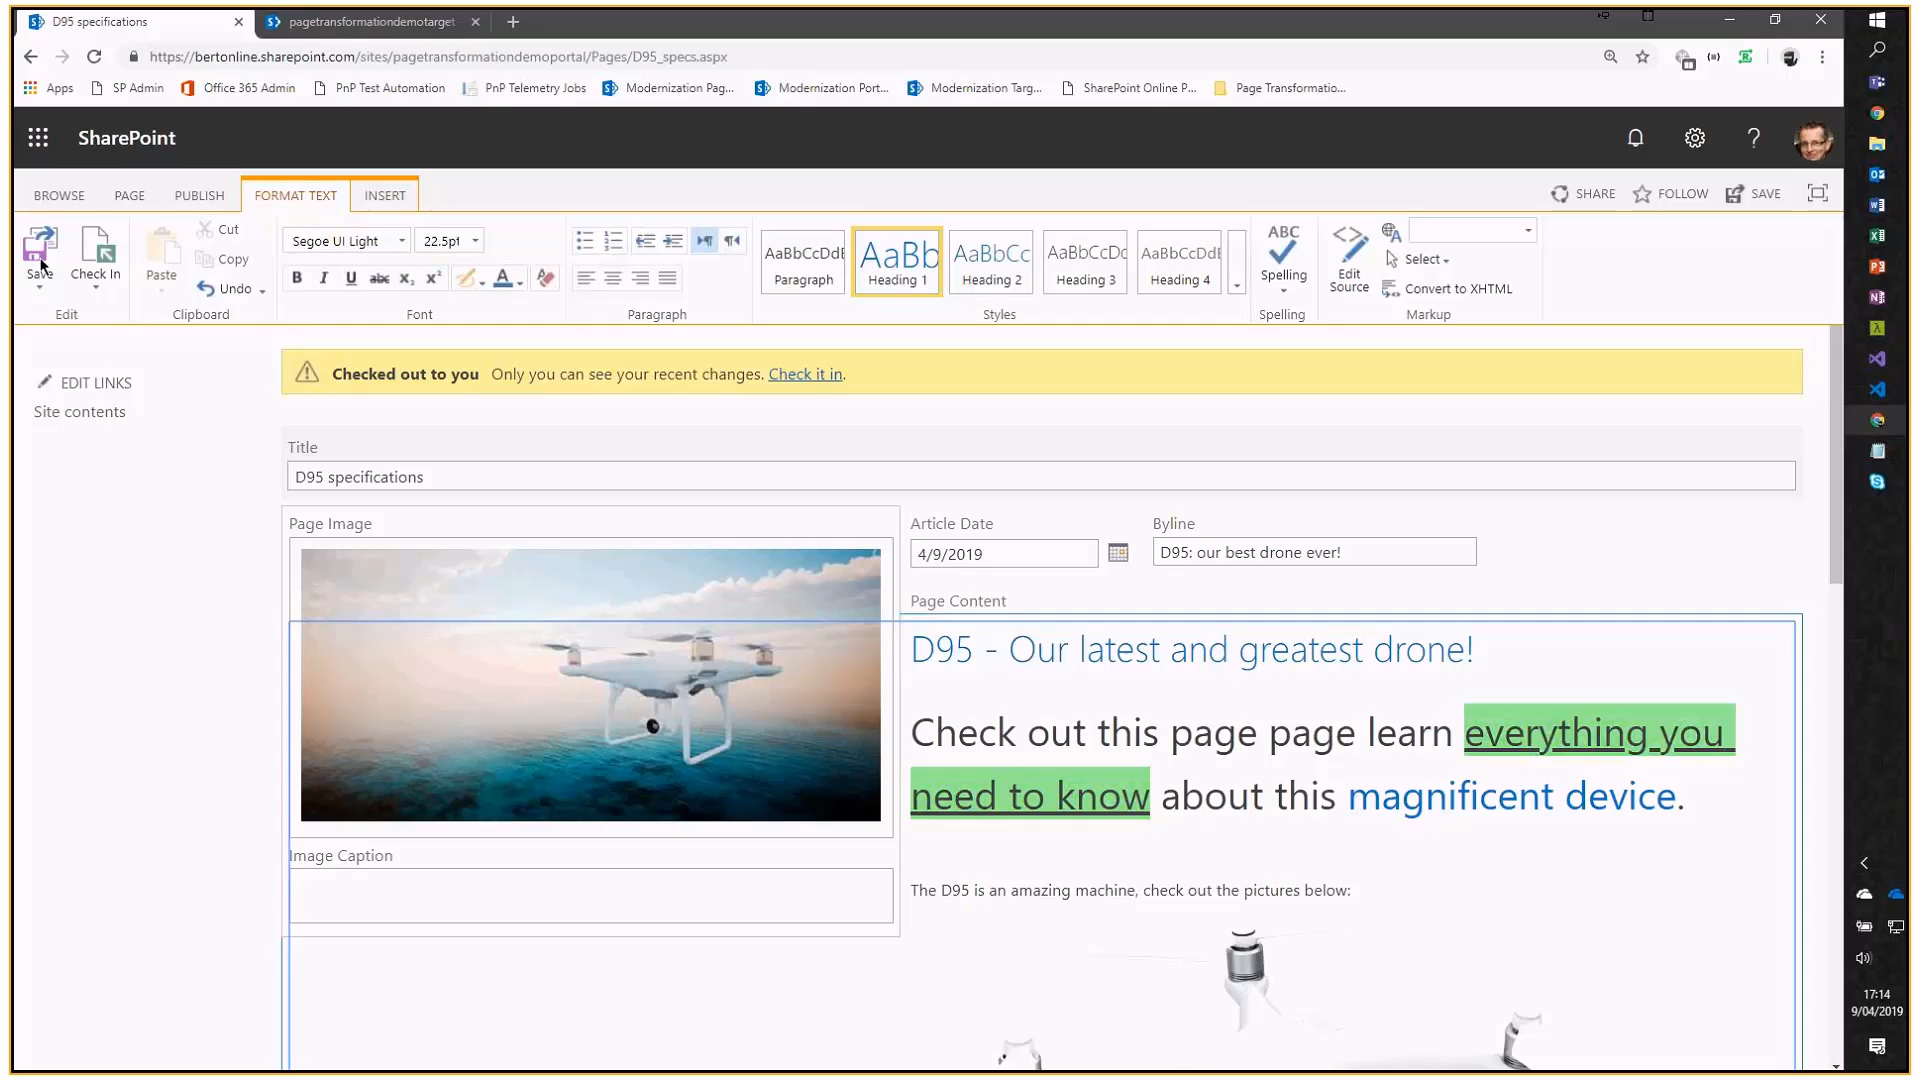 D95 specifications
pagetransformationdemotarget
https://bertonline.sharepoint.com/sites/pagetransformationdemoportal/Pages/D95_specs.aspx
Apps SP Admin Office 365 Admin PnP Test Automation PnP Telemetry Jobs Modernization Pag... Modernization Port... Modernization Targ... SharePoint Online P... Page Transformatio...
SharePoint
BROWSE PAGE PUBLISH FORMAT TEXT INSERT SHARE FOLLOW SAVE
Save
Check In
Edit
Paste
Cut
Copy
Undo
Clipboard
Segoe UI Light 22.5pt
B I U abc x₂ x² A
Font
Paragraph
AaBbCcDdE
Paragraph
AaBb
Heading 1
AaBbCc
Heading 2
AaBbCcDc
Heading 3
AaBbCcDdE
Heading 4
Styles
ABC
Spelling
Spelling
Edit
Source
Select
Convert to XHTML
Markup
EDIT LINKS
Site contents
Checked out to you Only you can see your recent changes. Check it in.
Title
D95 specifications
Page Image
Image Caption
Article Date
4/9/2019
Byline
D95: our best drone ever!
Page Content
D95 - Our latest and greatest drone!
Check out this page page learn everything you
need to know about this magnificent device.
The D95 is an amazing machine, check out the pictures below:
17:14
9/04/2019